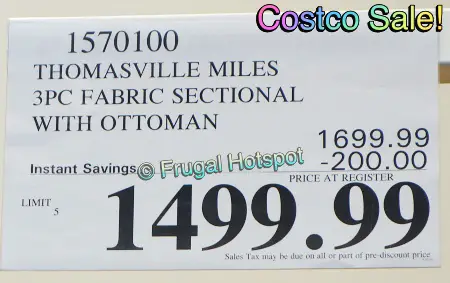 Costco Sale!
1570100
THOMASVILLE MILES
3PC FABRIC SECTIONAL
WITH OTTOMAN
1699.99
Instant Savings © Frugal Hotspot -200.00
PRICE AT REGISTER
LIMIT 5
1499.99
Sales Tax may be due on all or part of pre-discount price